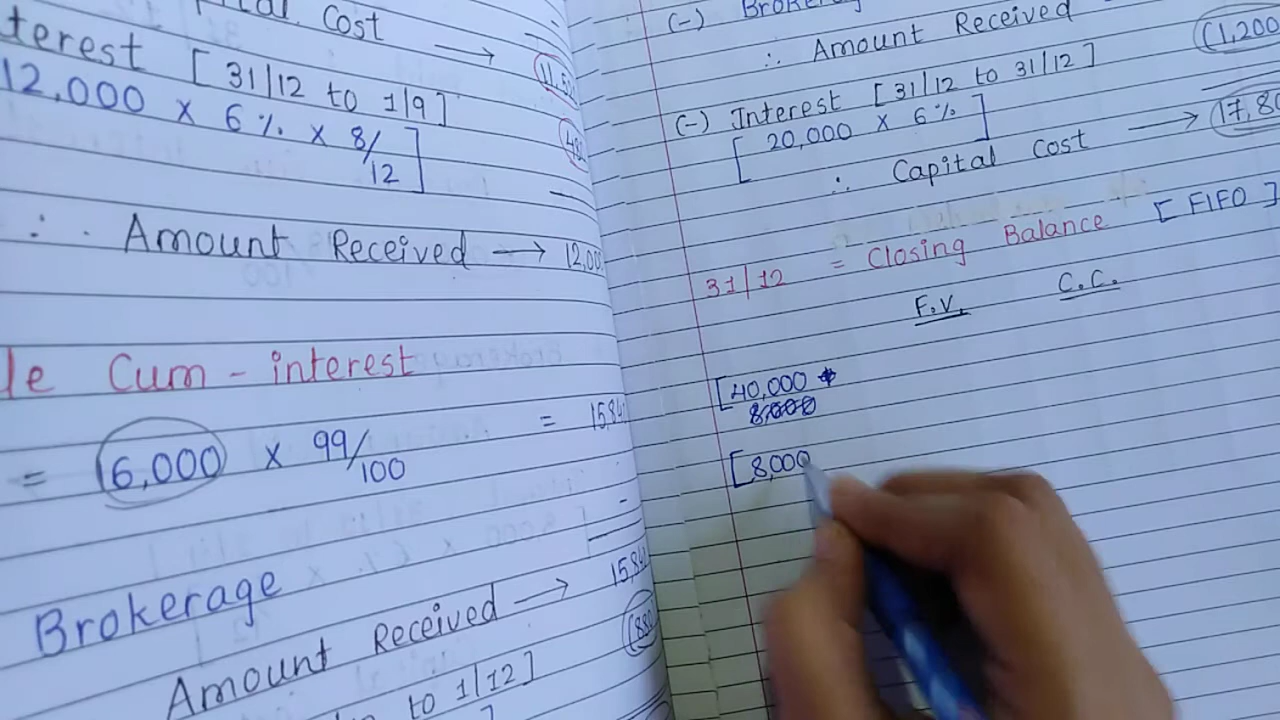 Cost →
terest [ 31/12 to 1/9 ]
12,000 x 6% x 8/12 ]
∴ Amount Received → 12,00
le Cum - interest
= 16,000 x 99/100 = 15,84
Brokerage -
Amount Received → 15,84
to 1/12 ]
(-)
∴ Amount Received
(-) Interest [ 31/12 to 31/12 ] (1,200
[ 20,000 x 6% ]
∴ Capital Cost → 17,8
31/12 = Closing Balance [ FIFO ]
F.V. C.C.
[40,000
8,000
[8,000